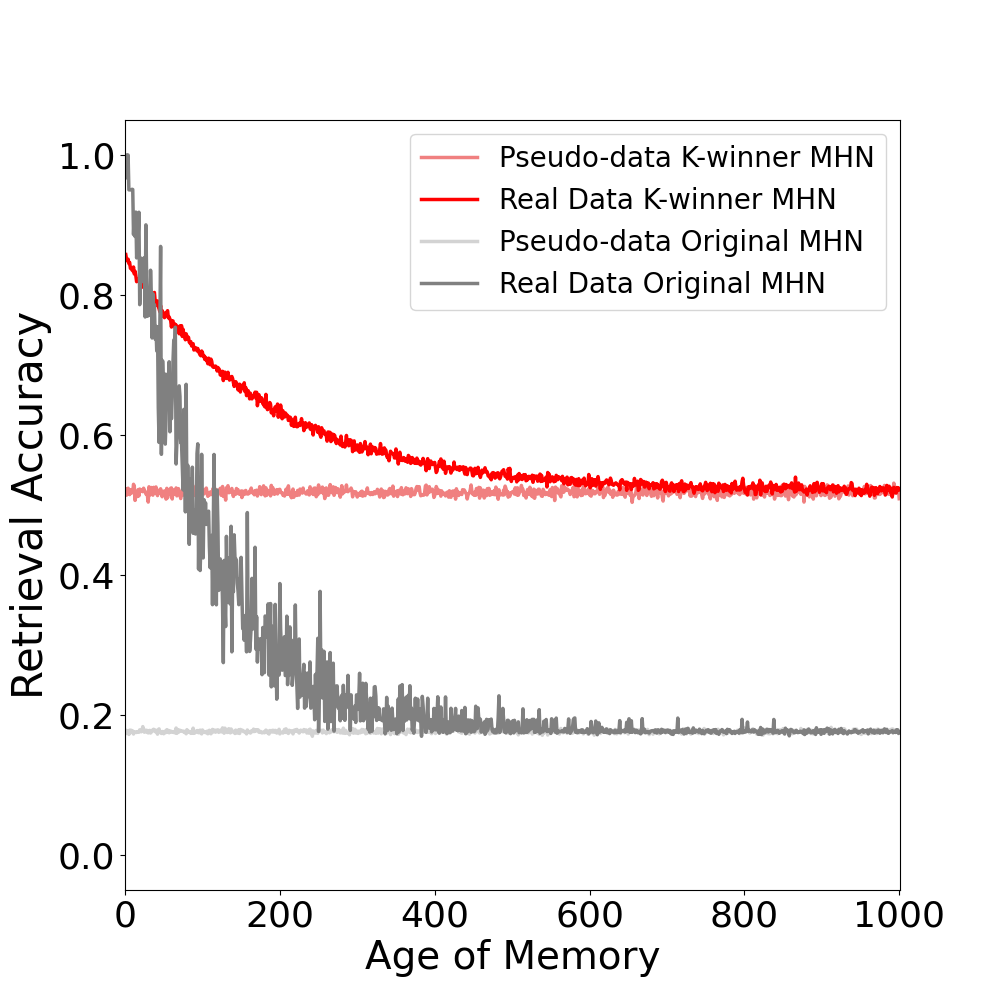 Pseudo-data K-winner MHN
Real Data K-winner MHN
Pseudo-data Original MHN
Real Data Original MHN
Retrieval Accuracy
1.0
0.8
0.6
0.4
0.2
0.0
0 200 400 600 800 1000
Age of Memory